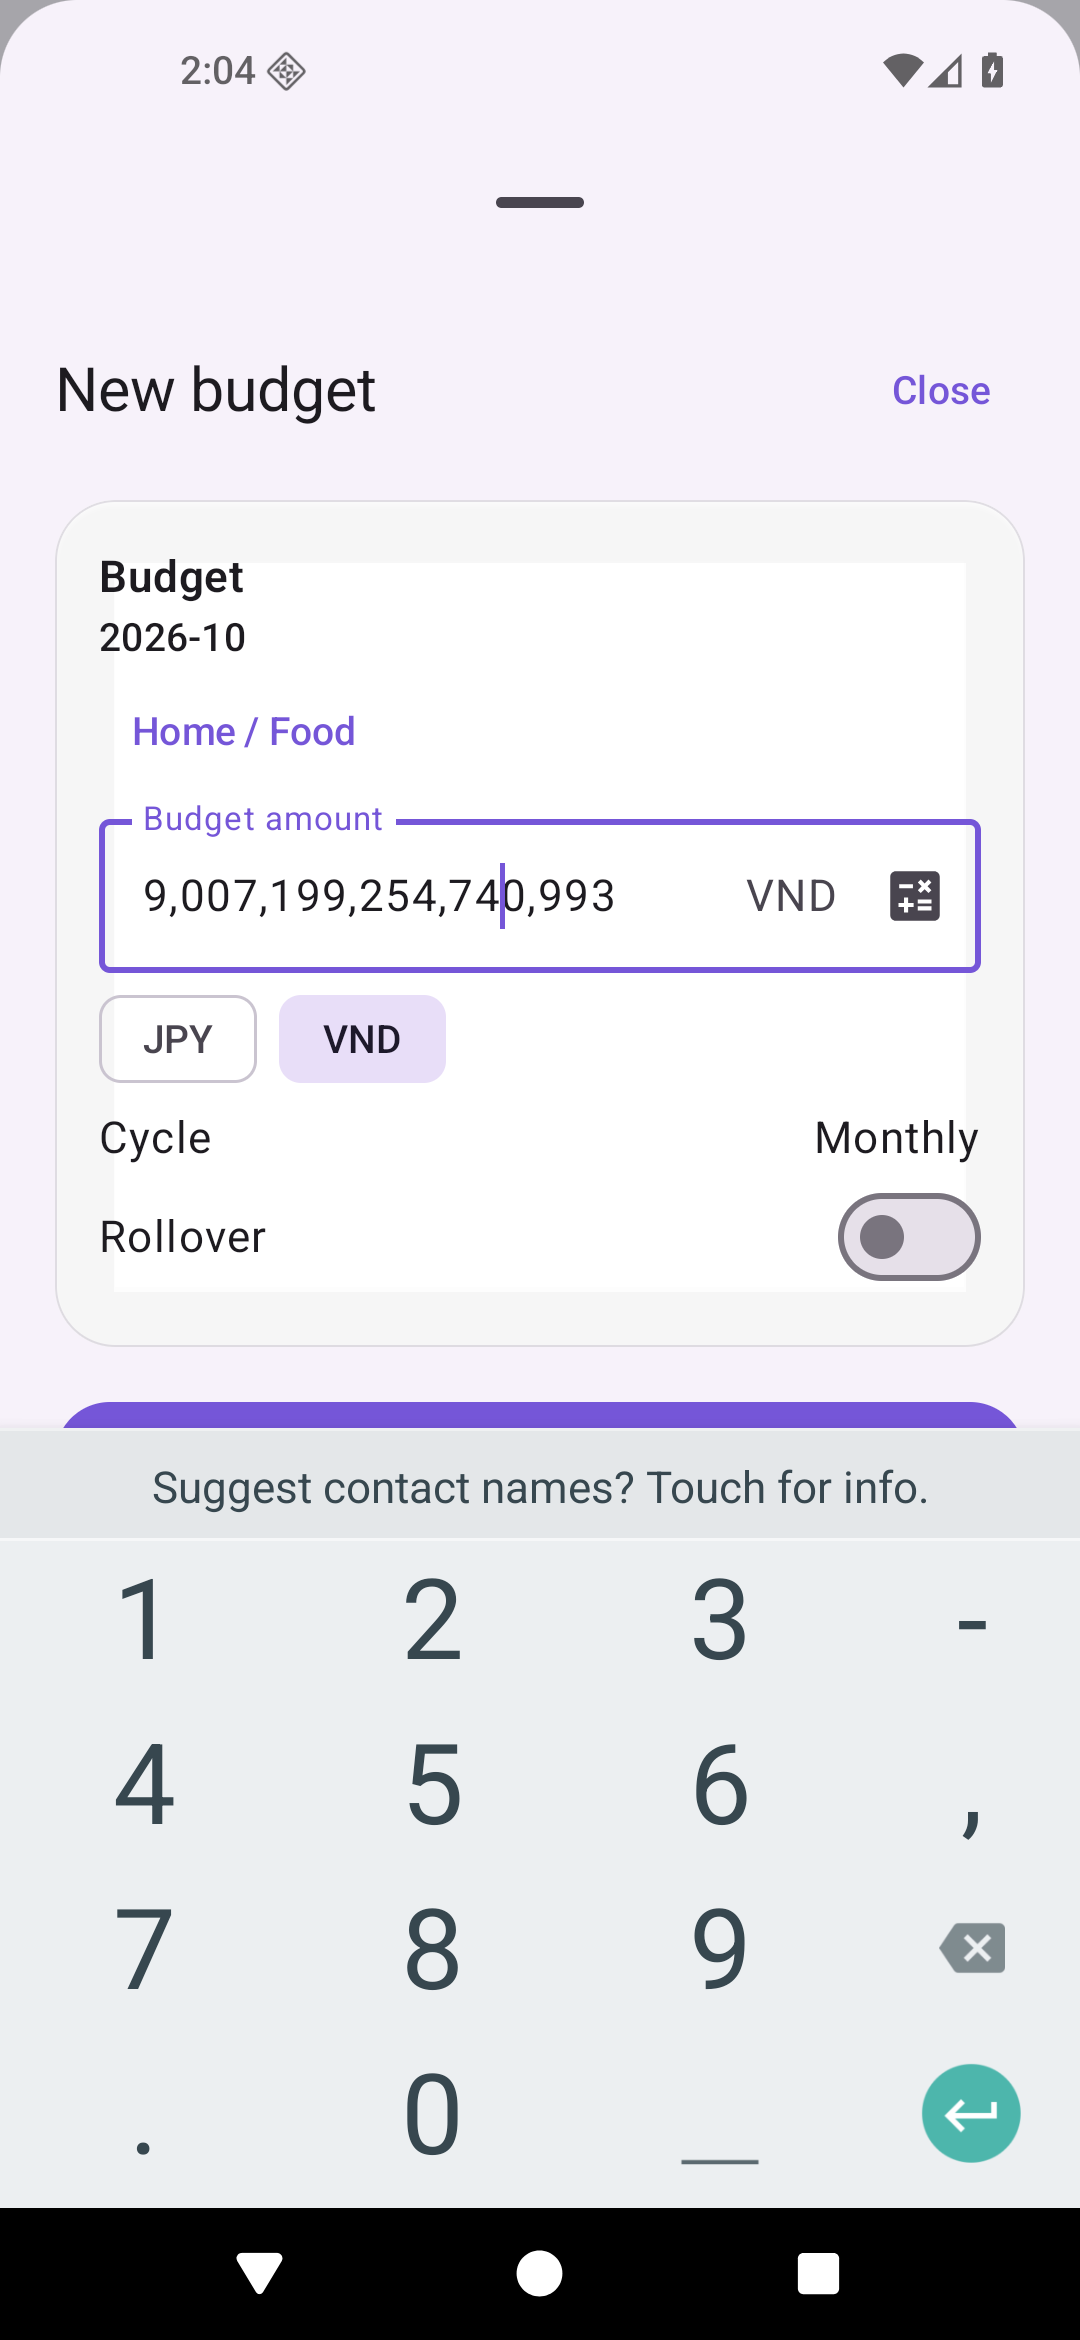 2:04
New budget
Close
Budget
2026-10
Home / Food
Budget amount
9,007,199,254,740,993 VND
JPY VND
Cycle Monthly
Rollover
Suggest contact names? Touch for info.
1 2 3 -
4 5 6 ,
7 8 9
. 0